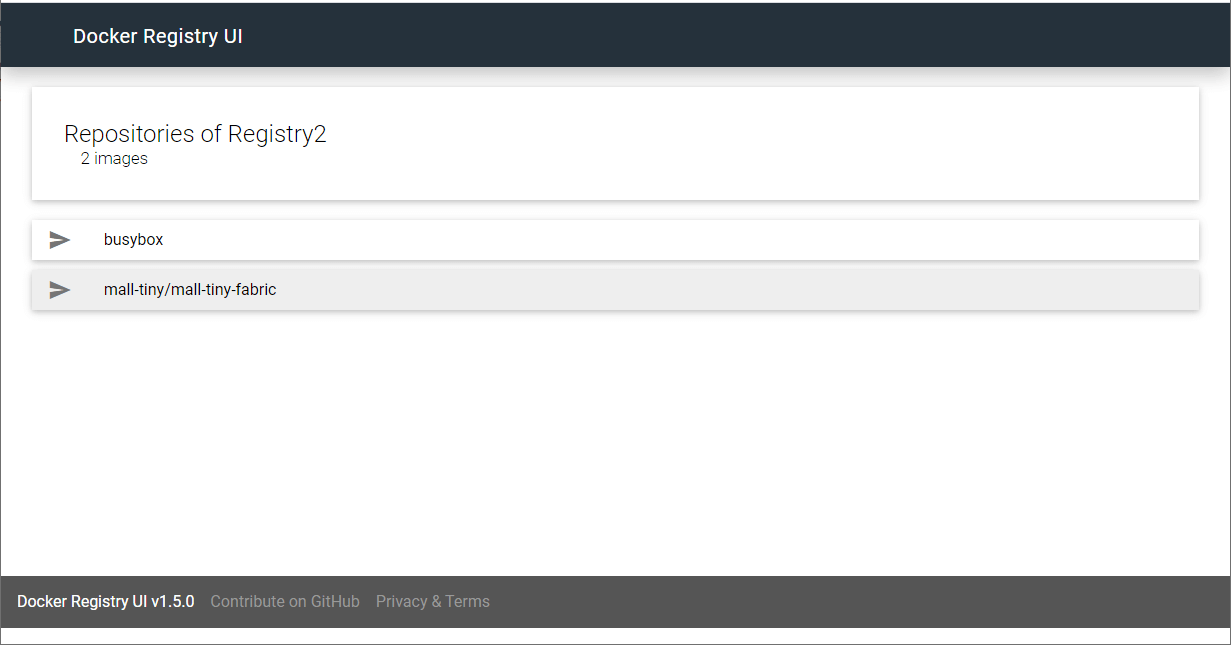 Docker Registry UI
Repositories of Registry2
2 images
busybox
mall-tiny/mall-tiny-fabric
Docker Registry UI v1.5.0 Contribute on GitHub Privacy & Terms